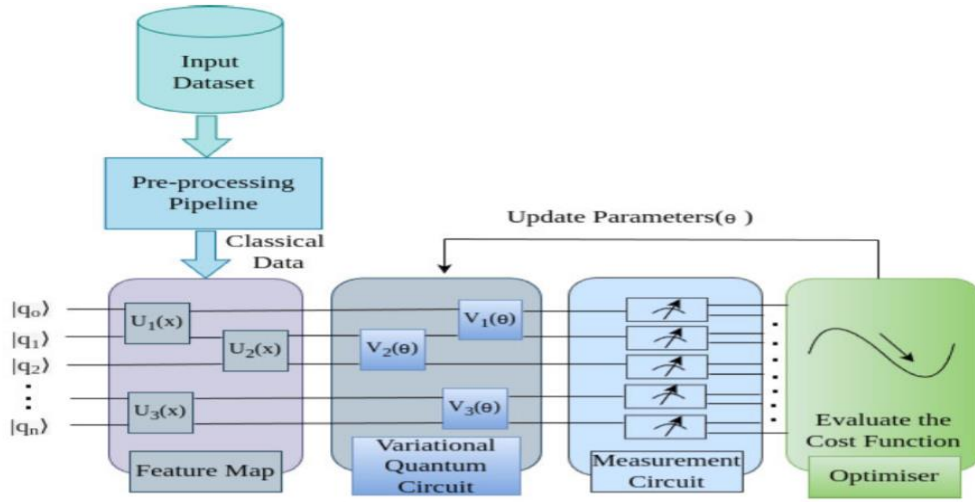 Input
Dataset
Pre-processing
Pipeline
Classical
Data
Update Parameters(θ )
|q₀⟩
|q₁⟩
|q₂⟩
|qₙ⟩
U₁(x)
U₂(x)
U₃(x)
Feature Map
V₁(θ)
V₂(θ)
V₃(θ)
Variational
Quantum
Circuit
Measurement
Circuit
Evaluate the
Cost Function
Optimiser